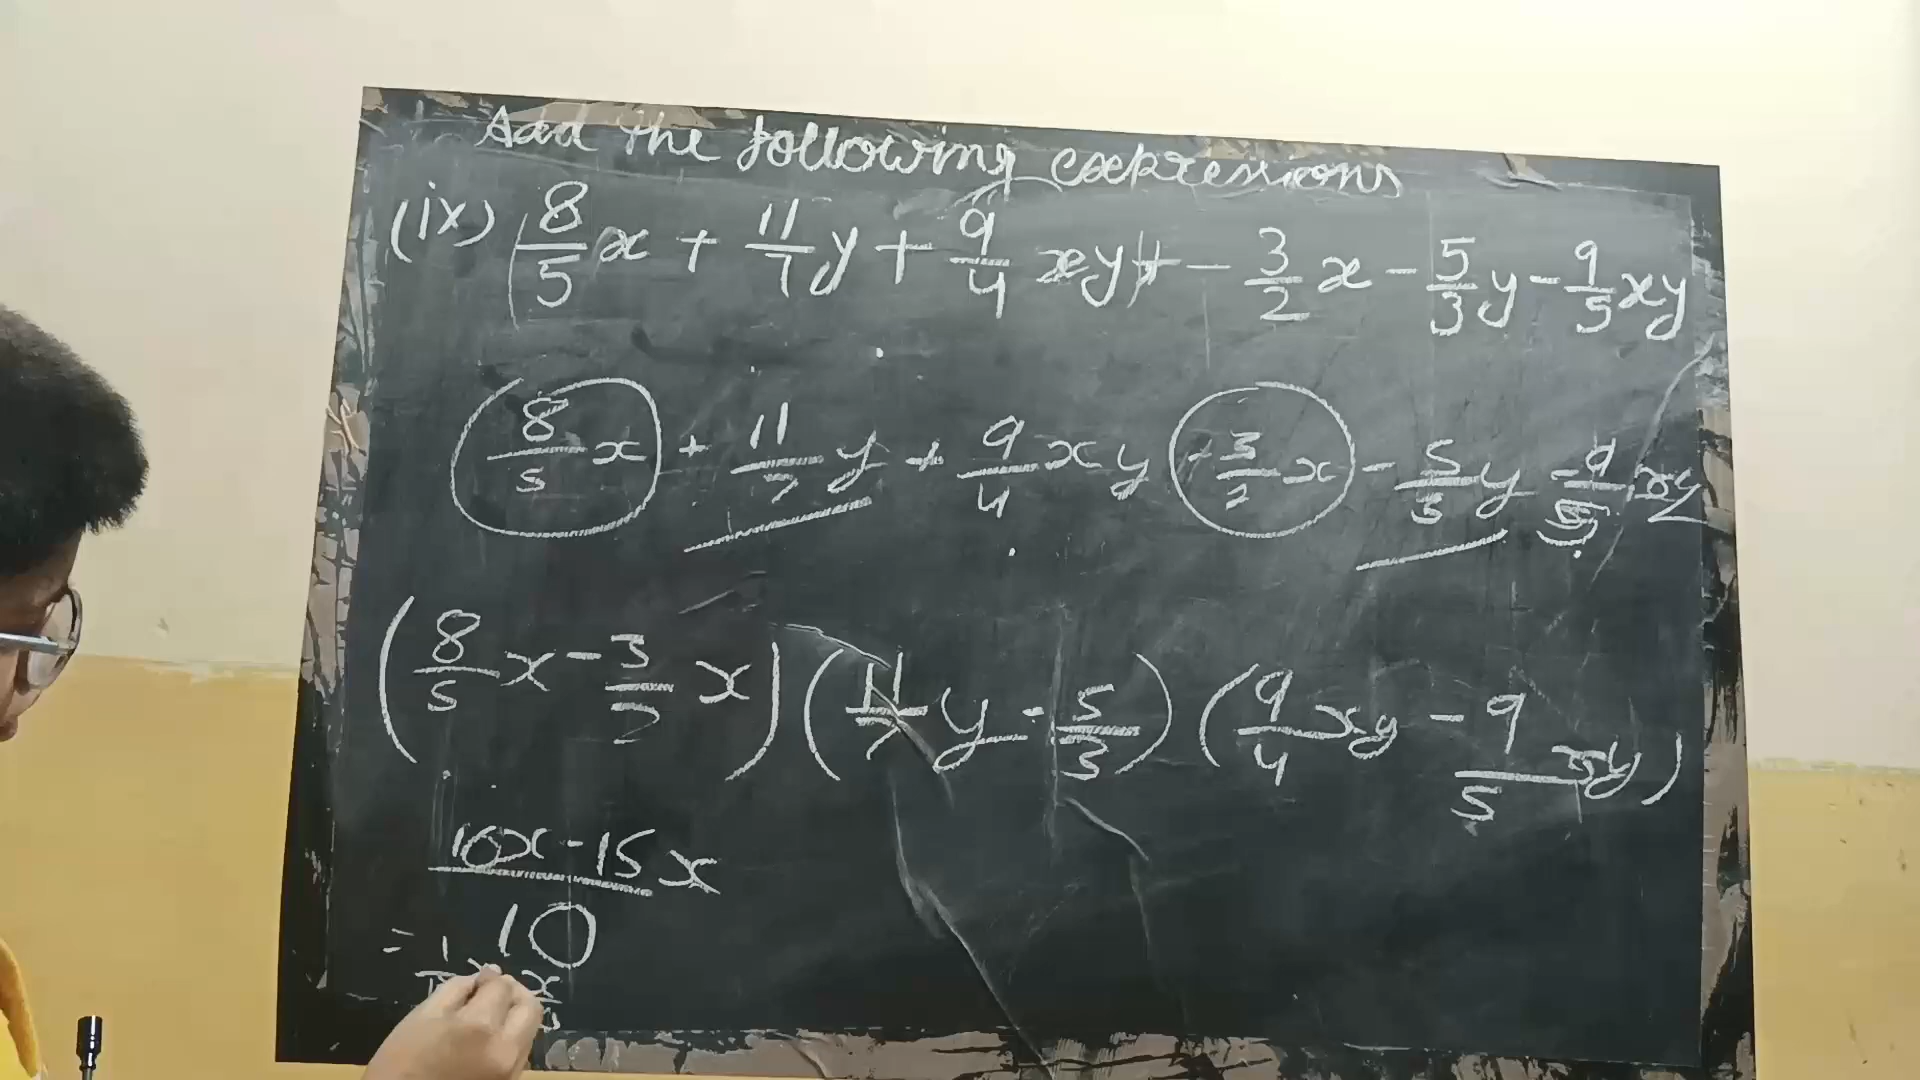 Add the following expressions
(ix) (8/5 x + 11/7 y + 9/4 xy) + - 3/2 x - 5/3 y - 9/5 xy
8/5 x + 11/7 y + 9/4 xy - 3/2 x - 5/3 y - 9/5 xy
(8/5 x - 3/2 x) (11/7 y - 5/3) (9/4 xy - 9/5 xy)
16x - 15x
10
= 1
x